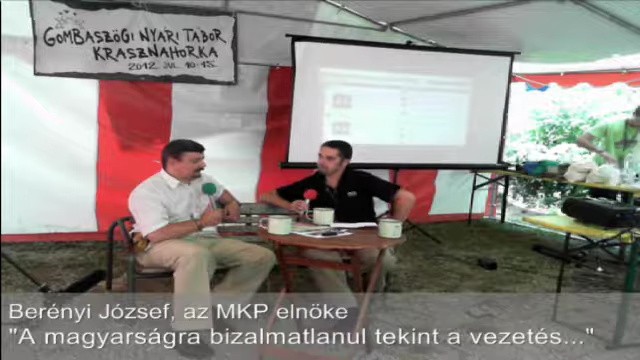 GOMBASZÖGI NYÁRI TÁBOR
KRASZNAHORKA
2012. JÚL. 10-15.
Berényi József, az MKP elnöke
"A magyarságra bizalmatlanul tekint a vezetés..."